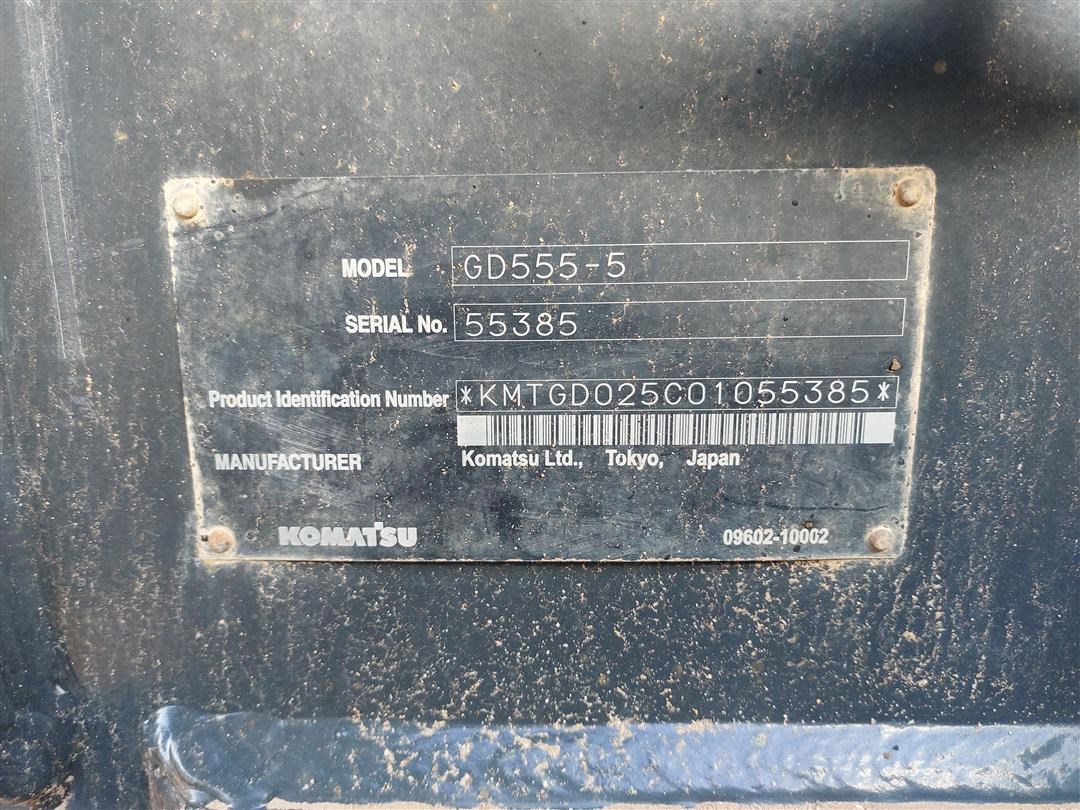 MODEL GD555-5
SERIAL No. 55385
Product Identification Number *KMTGD025C01055385*
MANUFACTURER Komatsu Ltd., Tokyo, Japan
KOMATSU 09602-10002